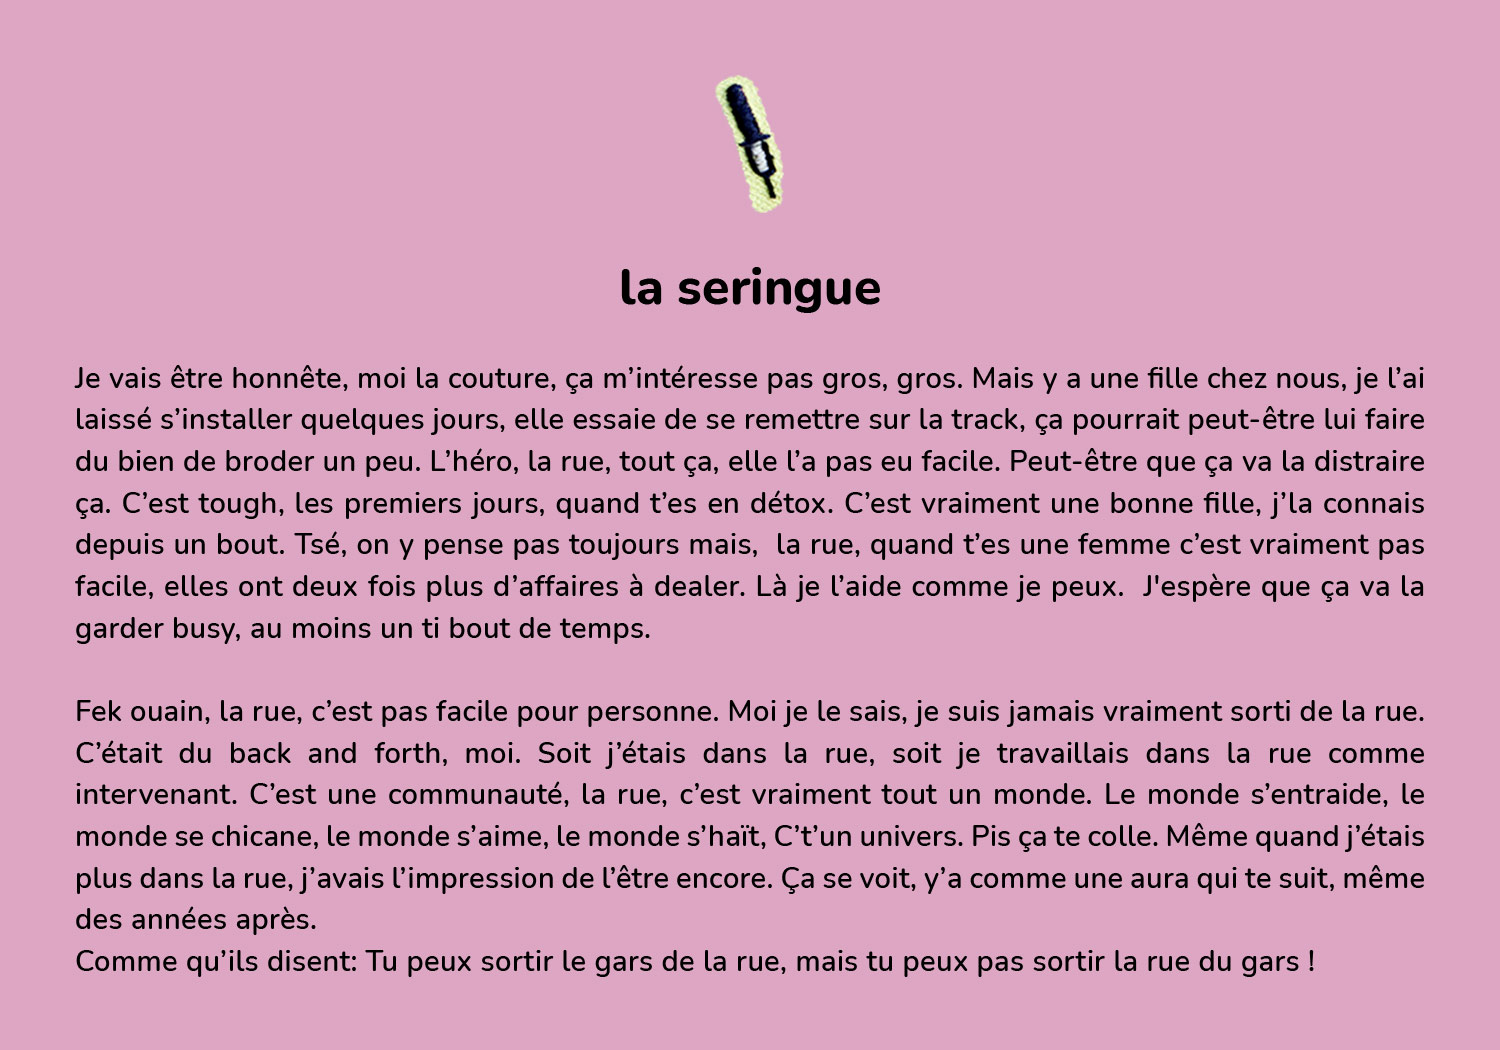 la seringue
Je vais être honnête, moi la couture, ça m’intéresse pas gros, gros. Mais y a une fille chez nous, je l’ai
laissé s’installer quelques jours, elle essaie de se remettre sur la track, ça pourrait peut-être lui faire
du bien de broder un peu. L’héro, la rue, tout ça, elle l’a pas eu facile. Peut-être que ça va la distraire
ça. C’est tough, les premiers jours, quand t’es en détox. C’est vraiment une bonne fille, j’la connais
depuis un bout. Tsé, on y pense pas toujours mais,  la rue, quand t’es une femme c’est vraiment pas
facile, elles ont deux fois plus d’affaires à dealer. Là je l’aide comme je peux.  J'espère que ça va la
garder busy, au moins un ti bout de temps.
Fek ouain, la rue, c’est pas facile pour personne. Moi je le sais, je suis jamais vraiment sorti de la rue.
C’était du back and forth, moi. Soit j’étais dans la rue, soit je travaillais dans la rue comme
intervenant. C’est une communauté, la rue, c’est vraiment tout un monde. Le monde s’entraide, le
monde se chicane, le monde s’aime, le monde s’haït, C’t’un univers. Pis ça te colle. Même quand j’étais
plus dans la rue, j’avais l’impression de l’être encore. Ça se voit, y’a comme une aura qui te suit, même
des années après.
Comme qu’ils disent: Tu peux sortir le gars de la rue, mais tu peux pas sortir la rue du gars !